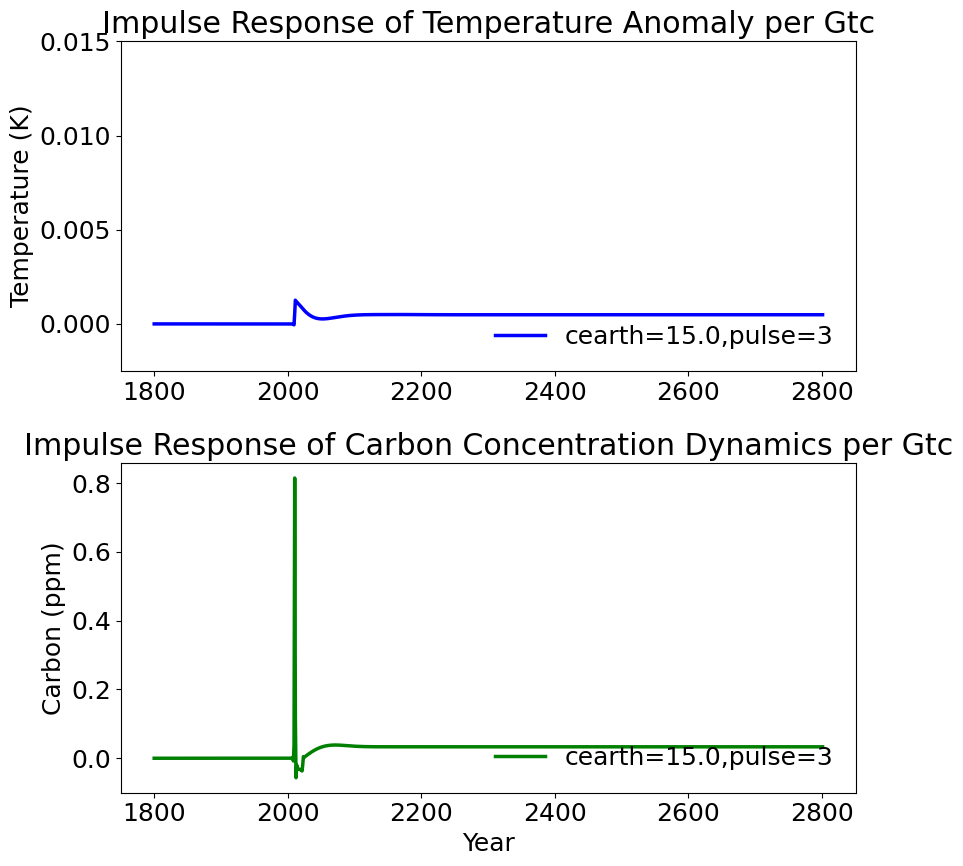 Impulse Response of Temperature Anomaly per Gtc
0.015
0.010
0.005
0.000
Temperature (K)
cearth=15.0,pulse=3
1800 2000 2200 2400 2600 2800
Impulse Response of Carbon Concentration Dynamics per Gtc
0.8
0.6
0.4
0.2
0.0
Carbon (ppm)
cearth=15.0,pulse=3
1800 2000 2200 2400 2600 2800
Year